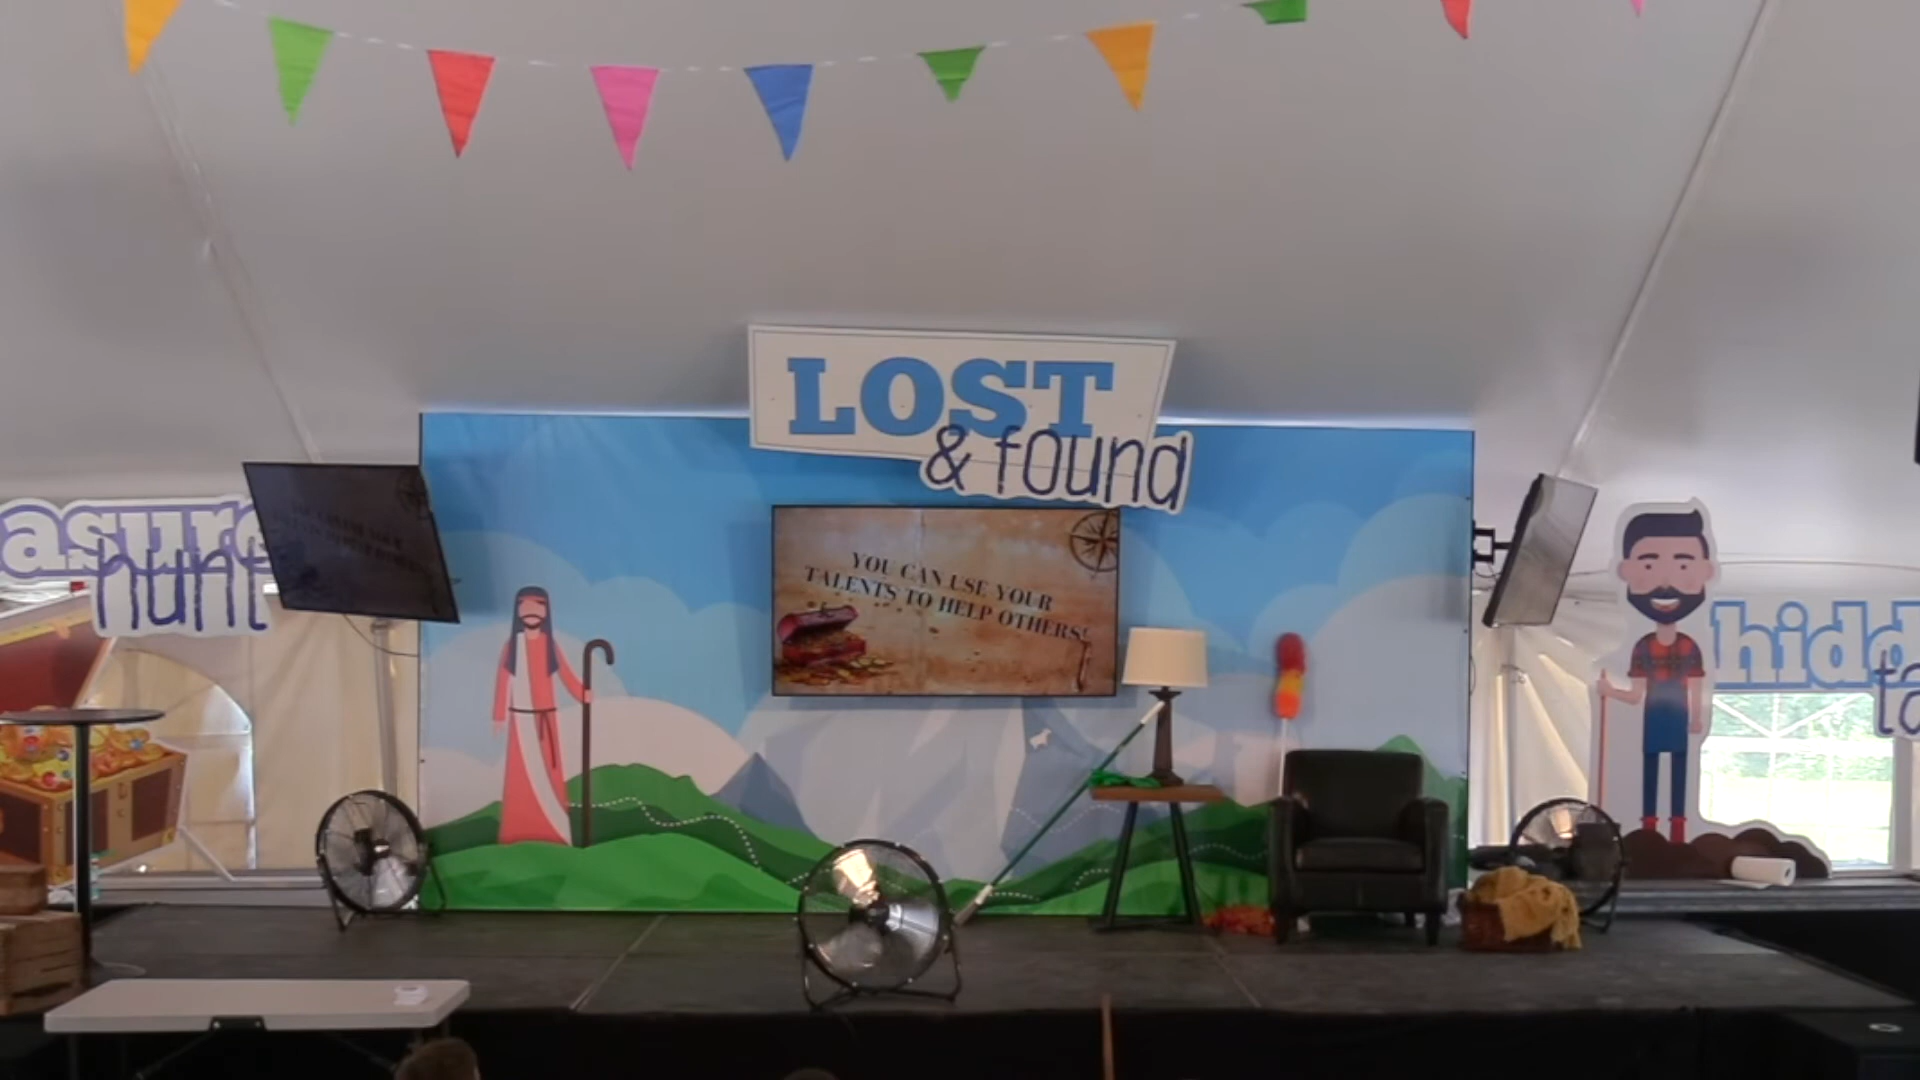 LOST
& found
asure
hunt
YOU CAN USE YOUR
TALENTS TO HELP OTHERS!
hidd
ta